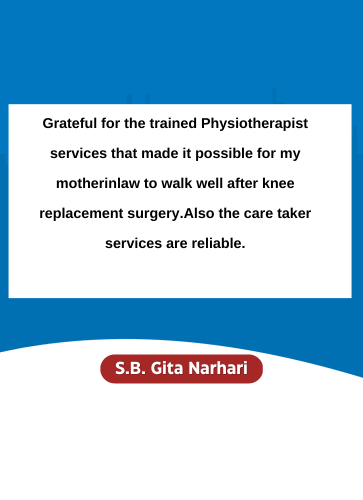 Grateful for the trained Physiotherapist
services that made it possible for my
motherinlaw to walk well after knee
replacement surgery.Also the care taker
services are reliable.
S.B. Gita Narhari